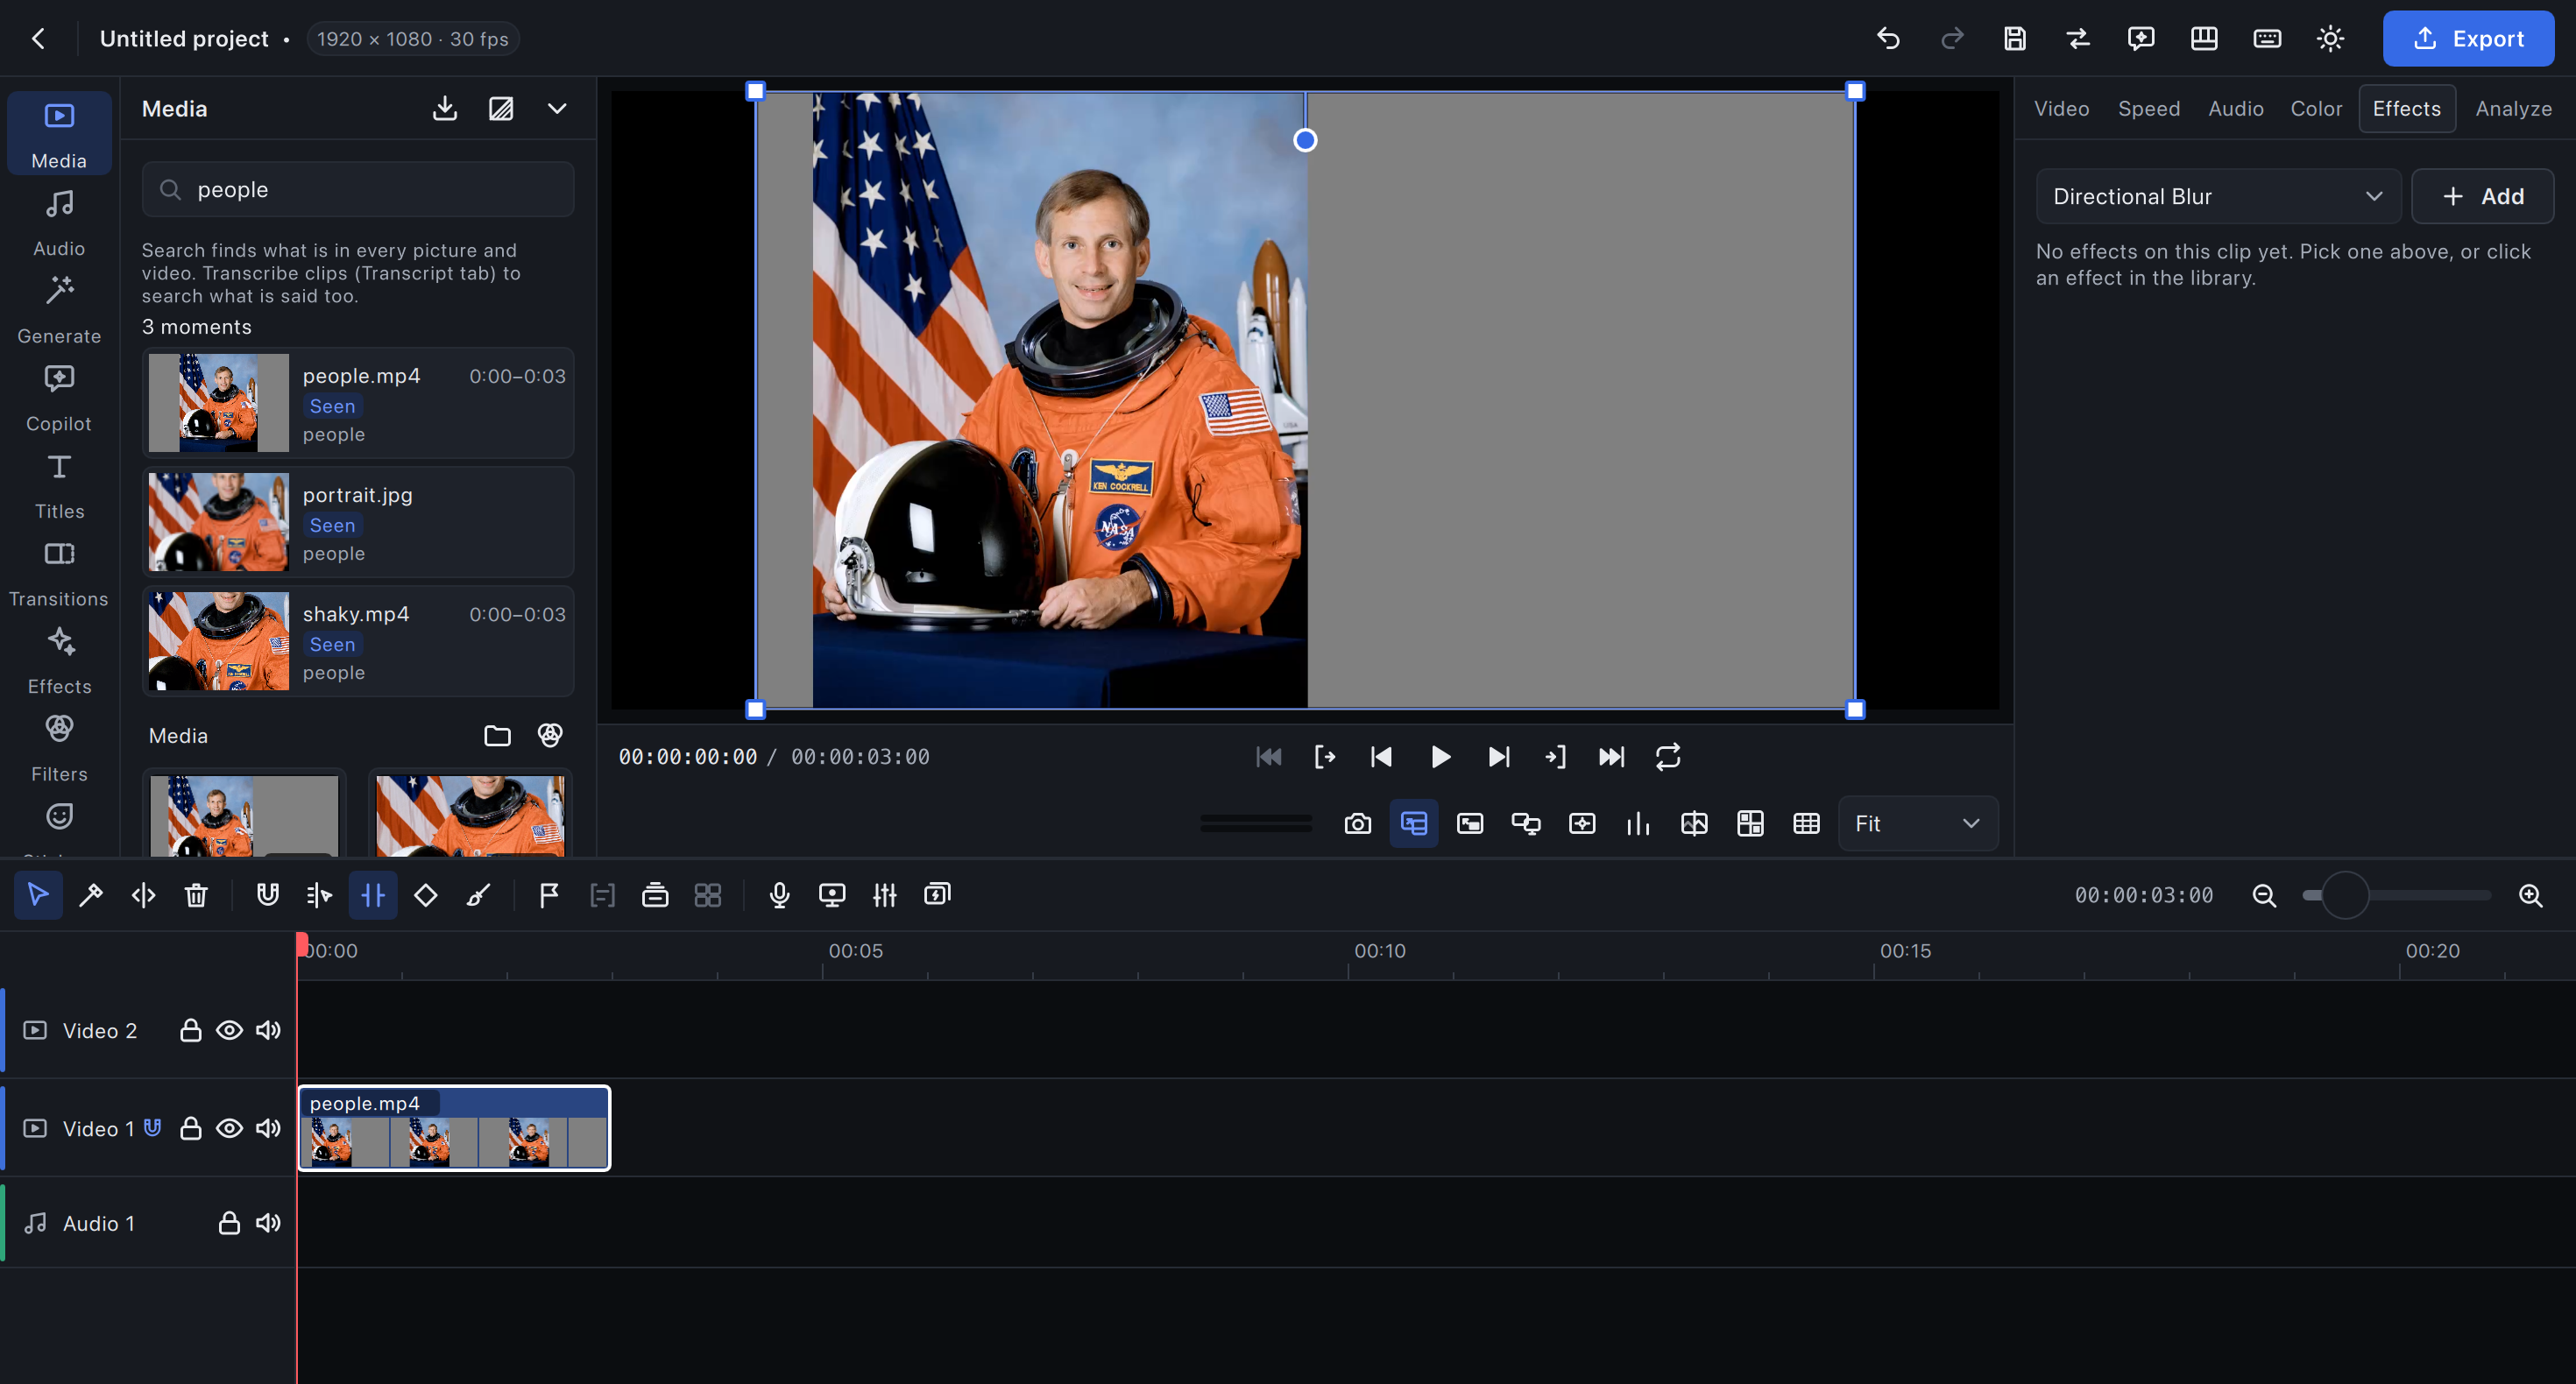 Untitled project •
1920 × 1080 · 30 fps
Export
Media
Audio
Generate
Copilot
Titles
Transitions
Effects
Filters
Media
people
Search finds what is in every picture and
video. Transcribe clips (Transcript tab) to
search what is said too.
3 moments
people.mp4 0:00–0:03
Seen
people
portrait.jpg
Seen
people
shaky.mp4 0:00–0:03
Seen
people
Media
KEN COCKRELL
NASA
USA
Video Speed Audio Color Effects Analyze
Directional Blur
Add
No effects on this clip yet. Pick one above, or click
an effect in the library.
00:00:00:00 / 00:00:03:00
Fit
00:00:03:00
00:00 00:05 00:10 00:15 00:20
Video 2
Video 1
people.mp4
Audio 1